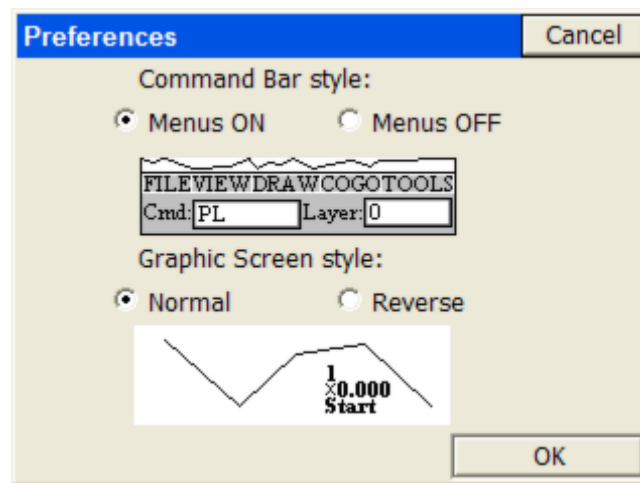 Preferences Cancel
Command Bar style:
Menus ON Menus OFF
FILEVIEWDRAWCOGOTOOLS
Cmd: PL Layer: 0
Graphic Screen style:
Normal Reverse
1
×0.000
Start
OK